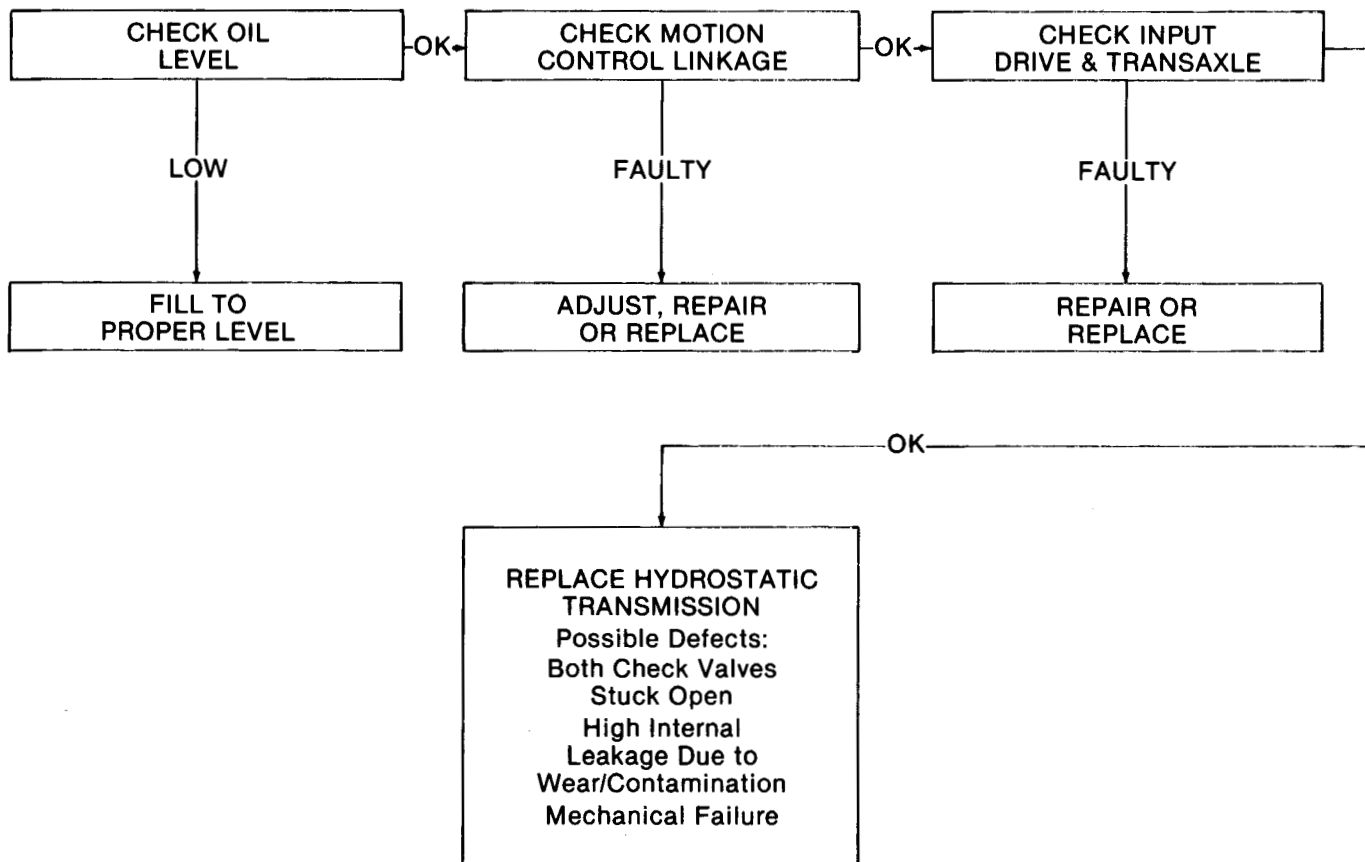 CHECK OIL
LEVEL
OK
CHECK MOTION
CONTROL LINKAGE
OK
CHECK INPUT
DRIVE & TRANSAXLE
LOW
FAULTY
FAULTY
FILL TO
PROPER LEVEL
ADJUST, REPAIR
OR REPLACE
REPAIR OR
REPLACE
OK
REPLACE HYDROSTATIC
TRANSMISSION
Possible Defects:
Both Check Valves
Stuck Open
High Internal
Leakage Due to
Wear/Contamination
Mechanical Failure